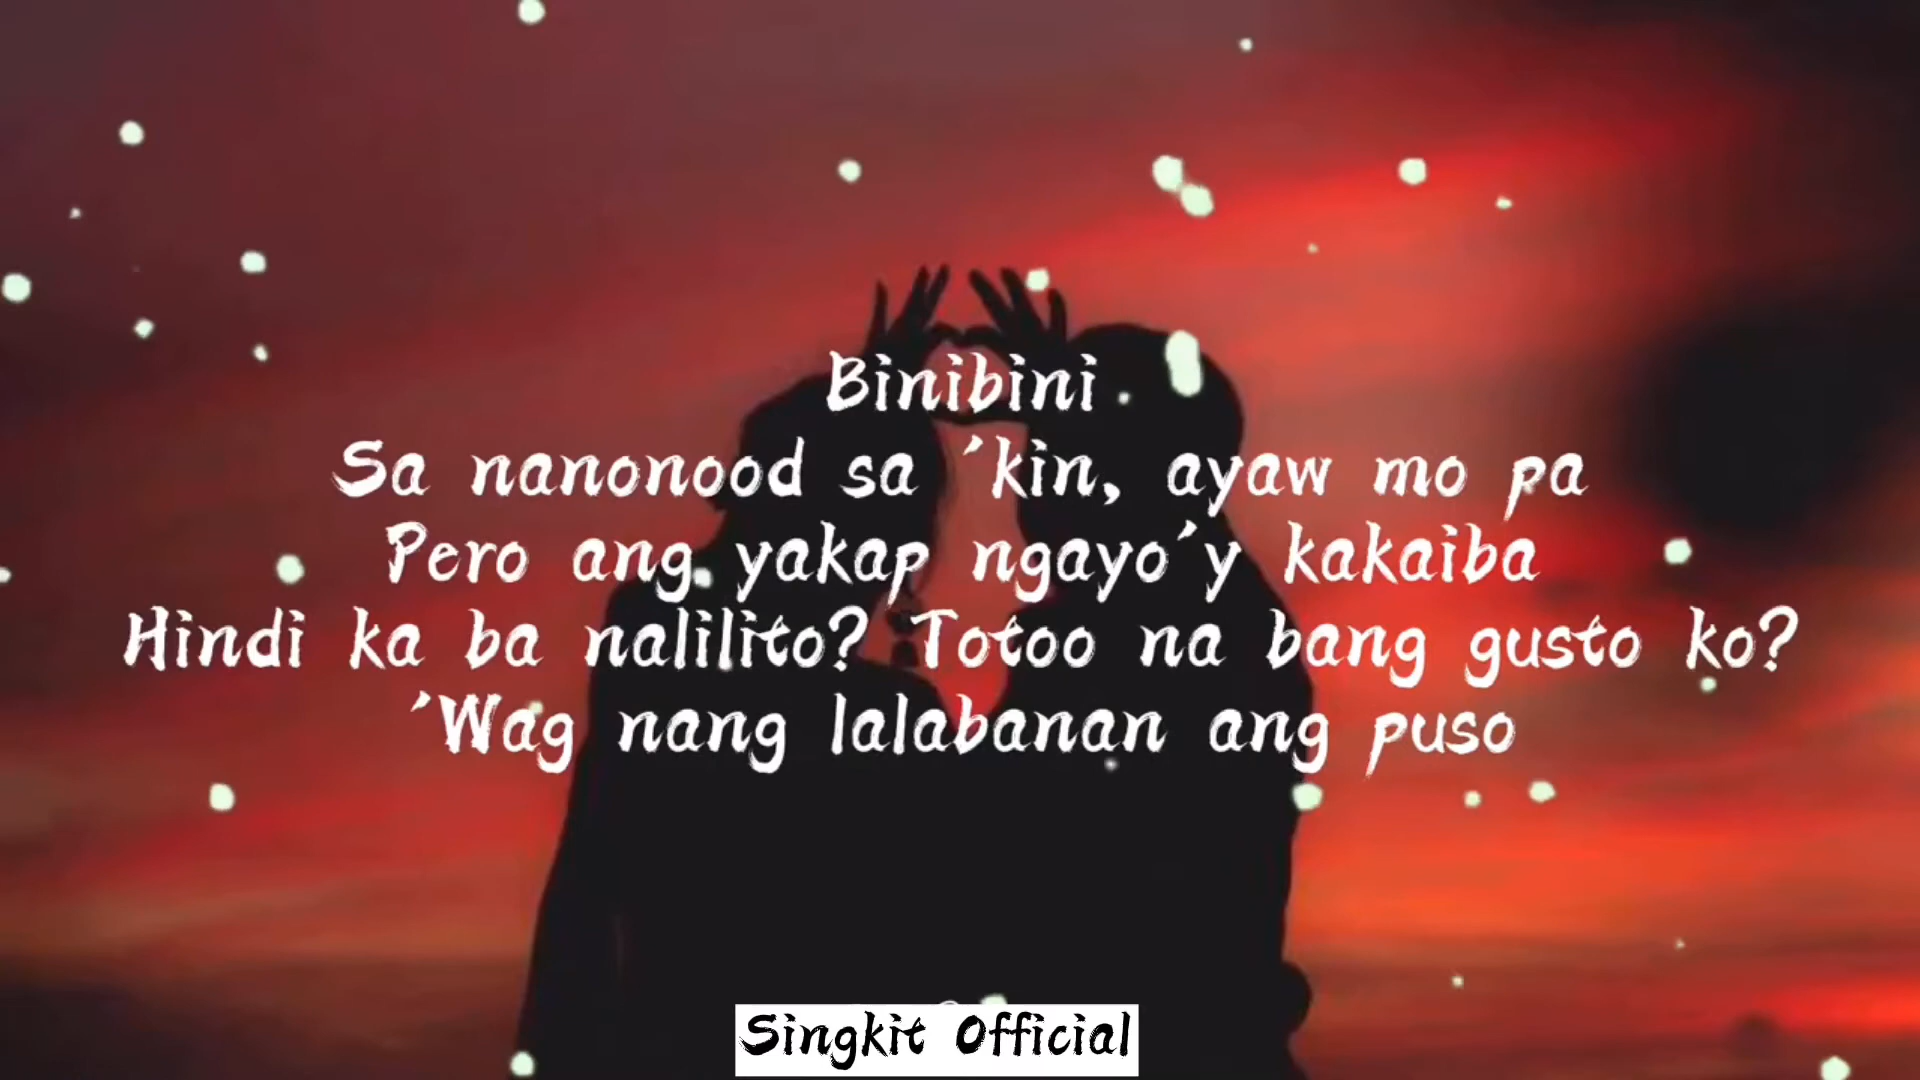 Binibini
Sa nanonood sa 'kin, ayaw mo pa
Pero ang yakap ngayo'y kakaiba
Hindi ka ba nalilito? Totoo na bang gusto ko?
'Wag nang lalabanan ang puso
Singkit Official